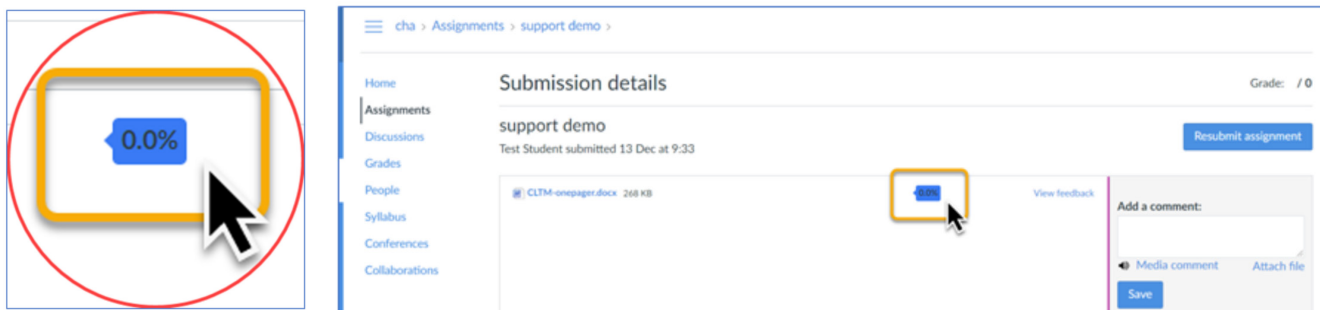 0.0%
cha > Assignments > support demo >
Home
Assignments
Discussions
Grades
People
Syllabus
Conferences
Collaborations
Submission details
Grade: / 0
support demo
Test Student submitted 13 Dec at 9:33
Resubmit assignment
CLTM-onepager.docx 268 KB
0.0%
View feedback
Add a comment:
Media comment
Attach file
Save